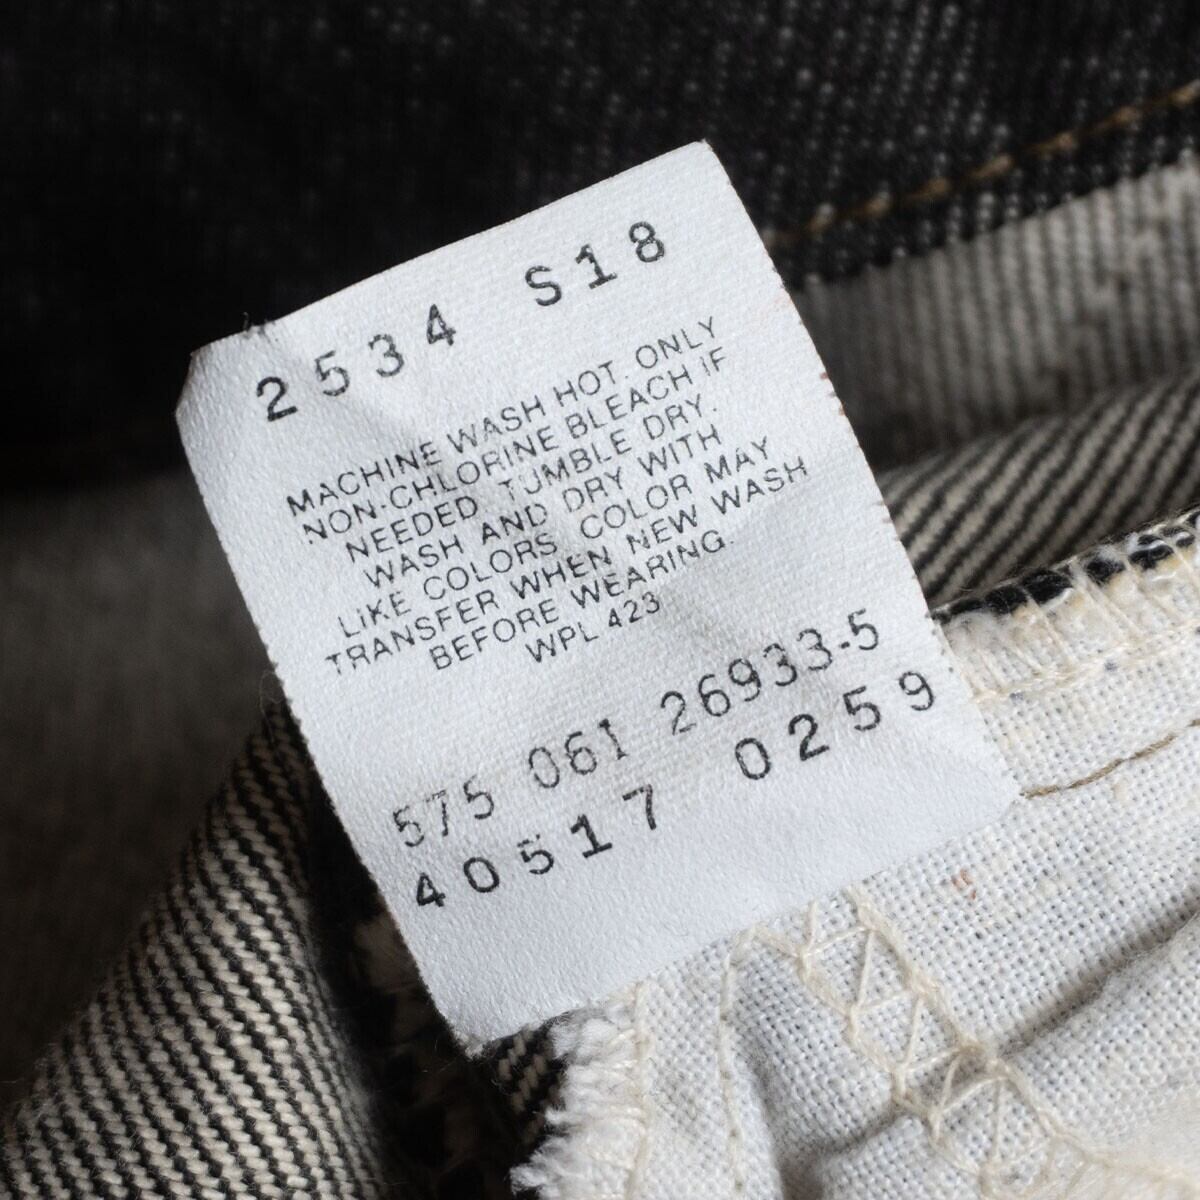 2534 S18
MACHINE WASH HOT ONLY
NON-CHLORINE BLEACH IF
NEEDED. TUMBLE DRY.
WASH AND DRY WITH
LIKE COLORS. COLOR MAY
TRANSFER WHEN NEW WASH
BEFORE WEARING.
WPL 423
575 061 26933-5
40517 0259